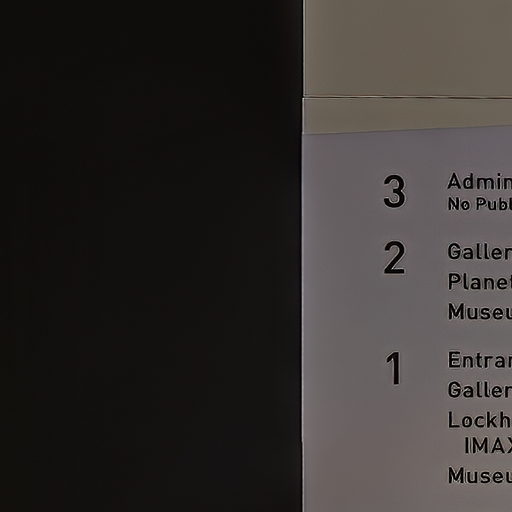 3 Admin
No Publ
2 Galler
Planet
Museu
1 Entran
Galler
Lockh
IMAX
Museu